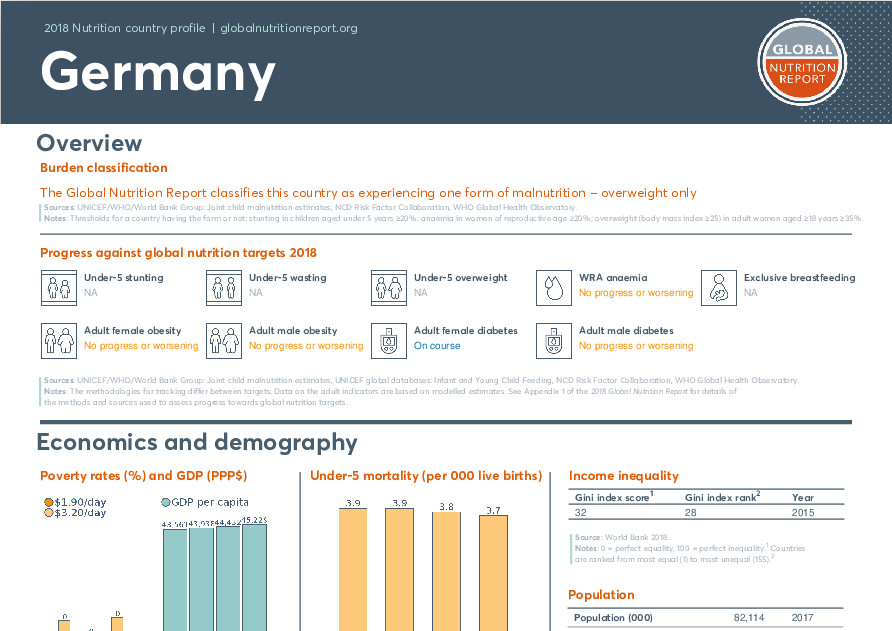 2018 Nutrition country profile | globalnutritionreport.org
Germany
GLOBAL
NUTRITION
REPORT
Overview
Burden classification
The Global Nutrition Report classifies this country as experiencing one form of malnutrition – overweight only
Sources: UNICEF/WHO/World Bank Group: Joint child malnutrition estimates, NCD Risk Factor Collaboration, WHO Global Health Observatory.
Notes: Thresholds for a country having the form or not: stunting in children aged under 5 years ≥20%; anaemia in women of reproductive age ≥20%; overweight (body mass index ≥25) in adult women aged ≥18 years ≥35%.
Progress against global nutrition targets 2018
Under-5 stunting
NA
Under-5 wasting
NA
Under-5 overweight
NA
WRA anaemia
No progress or worsening
Exclusive breastfeeding
NA
Adult female obesity
No progress or worsening
Adult male obesity
No progress or worsening
Adult female diabetes
On course
Adult male diabetes
No progress or worsening
Sources: UNICEF/WHO/World Bank Group: Joint child malnutrition estimates, UNICEF global databases: Infant and Young Child Feeding, NCD Risk Factor Collaboration, WHO Global Health Observatory.
Notes: The methodologies for tracking differ between targets. Data on the adult indicators are based on modelled estimates. See Appendix 1 of the 2018 Global Nutrition Report for details of
the methods and sources used to assess progress towards global nutrition targets.
Economics and demography
Poverty rates (%) and GDP (PPP$)
$1.90/day
$3.20/day
GDP per capita
43,561 43,938 44,432 45,229
0 0
Under-5 mortality (per 000 live births)
3.9 3.9 3.8 3.7
Income inequality
Gini index score¹ Gini index rank² Year
32 28 2015
Source: World Bank 2018.
Notes: 0 = perfect equality, 100 = perfect inequality.¹ Countries
are ranked from most equal (1) to most unequal (155).²
Population
Population (000) 82,114 2017